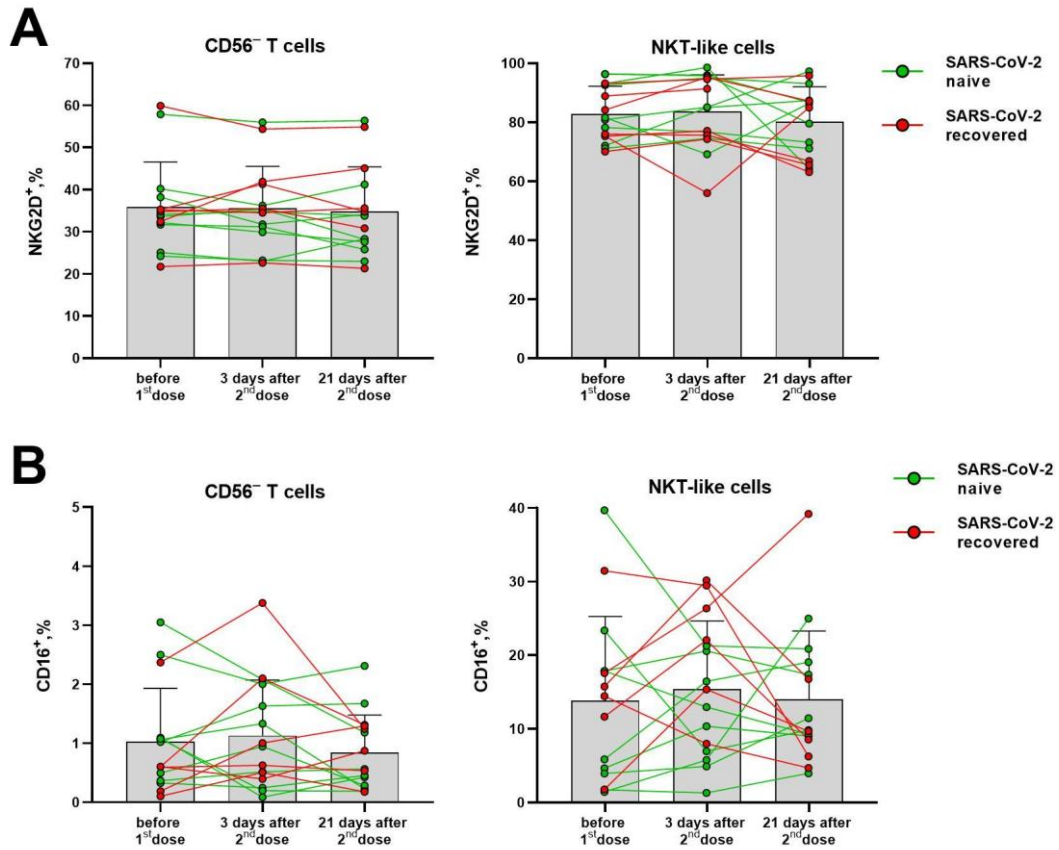 A
CD56⁻ T cells
NKG2D⁺,%
70
60
50
40
30
20
10
0
before
1ˢᵗdose
3 days after
2ⁿᵈdose
21 days after
2ⁿᵈdose
NKT-like cells
NKG2D⁺,%
100
80
60
40
20
0
before
1ˢᵗdose
3 days after
2ⁿᵈdose
21 days after
2ⁿᵈdose
SARS-CoV-2
naive
SARS-CoV-2
recovered
B
CD56⁻ T cells
CD16⁺,%
5
4
3
2
1
0
before
1ˢᵗdose
3 days after
2ⁿᵈdose
21 days after
2ⁿᵈdose
NKT-like cells
CD16⁺,%
40
30
20
10
0
before
1ˢᵗdose
3 days after
2ⁿᵈdose
21 days after
2ⁿᵈdose
SARS-CoV-2
naive
SARS-CoV-2
recovered